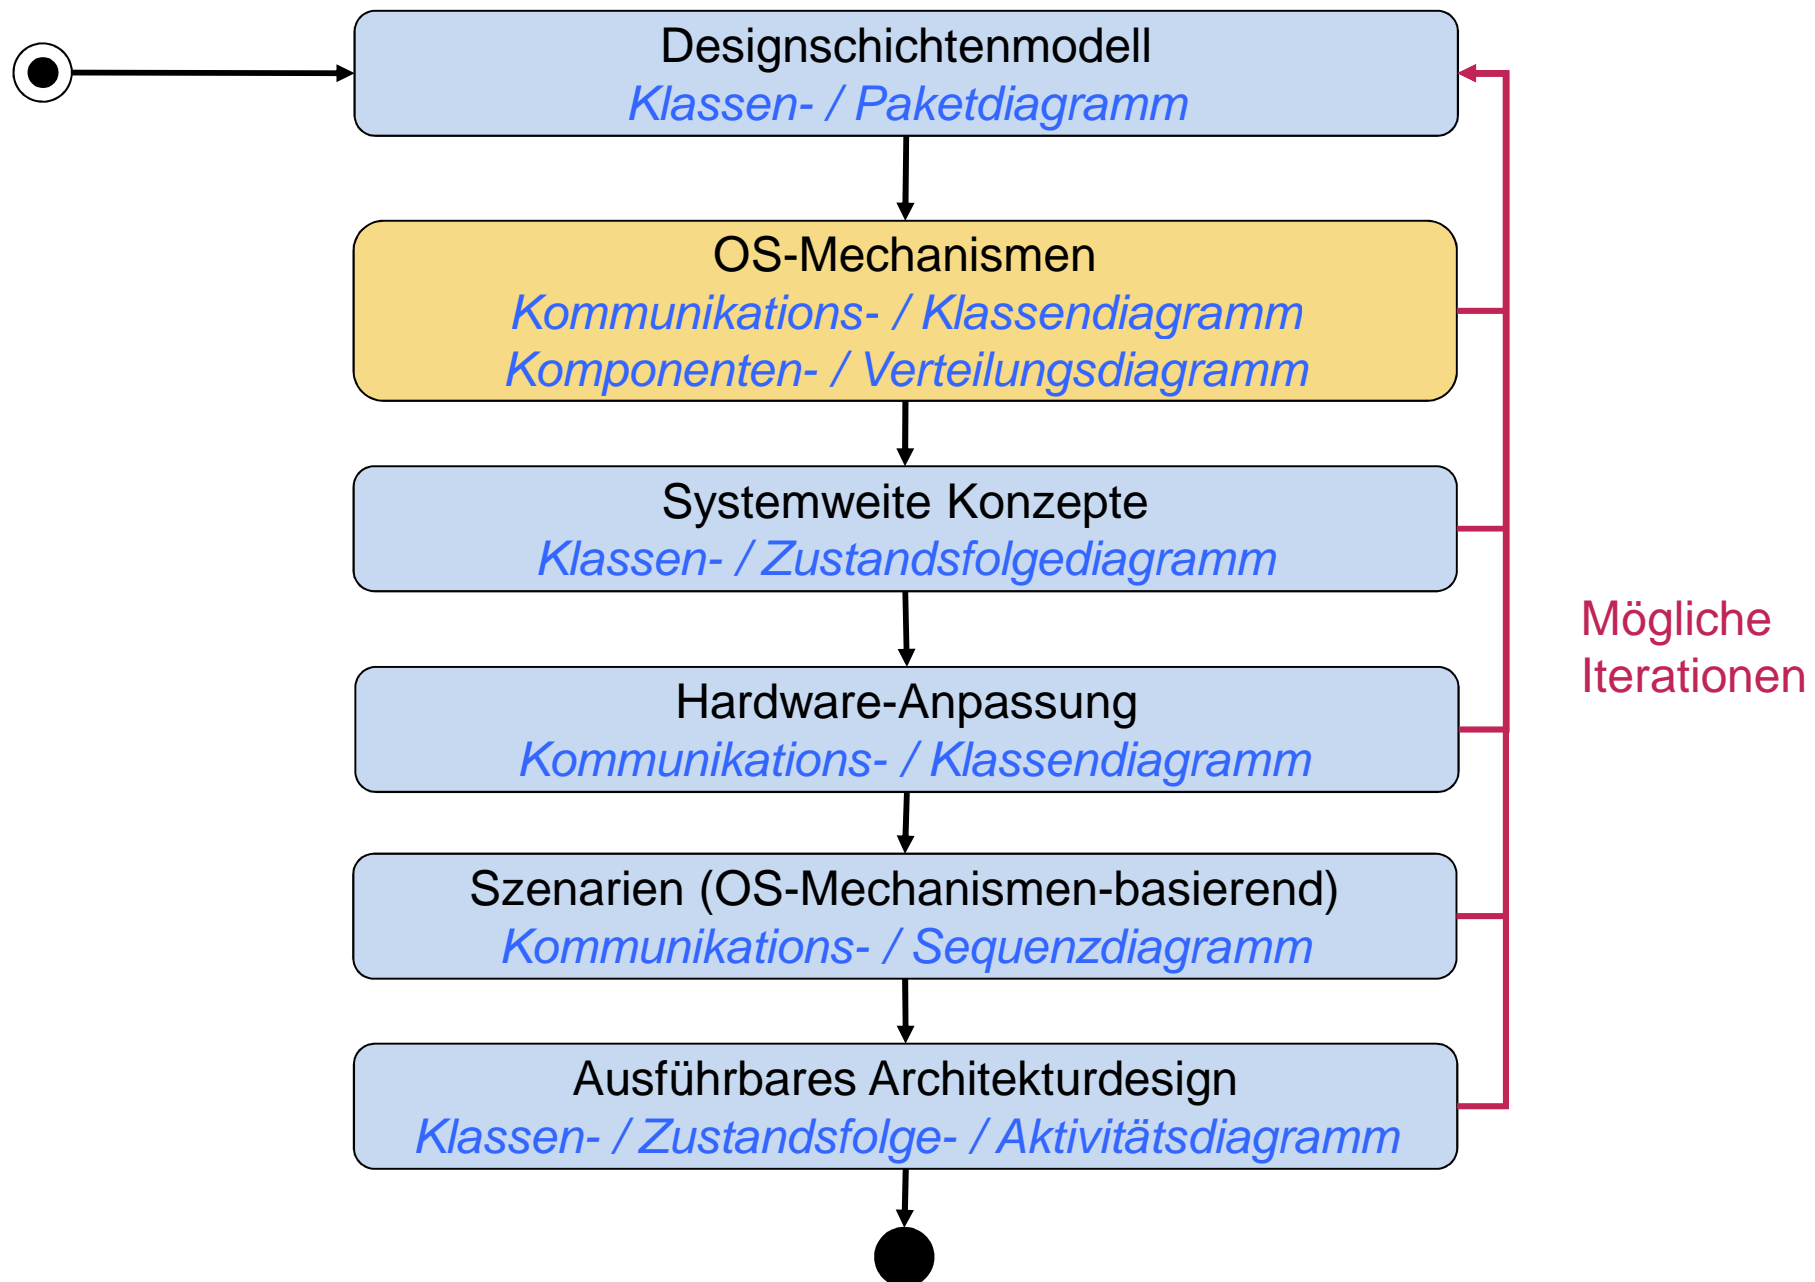 Designschichtenmodell
Klassen- / Paketdiagramm
OS-Mechanismen
Kommunikations- / Klassendiagramm
Komponenten- / Verteilungsdiagramm
Systemweite Konzepte
Klassen- / Zustandsfolgediagramm
Mögliche
Iterationen
Hardware-Anpassung
Kommunikations- / Klassendiagramm
Szenarien (OS-Mechanismen-basierend)
Kommunikations- / Sequenzdiagramm
Ausführbares Architekturdesign
Klassen- / Zustandsfolge- / Aktivitätsdiagramm